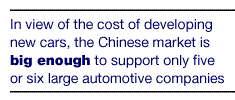 In view of the cost of developing
new cars, the Chinese market is
big enough to support only five
or six large automotive companies